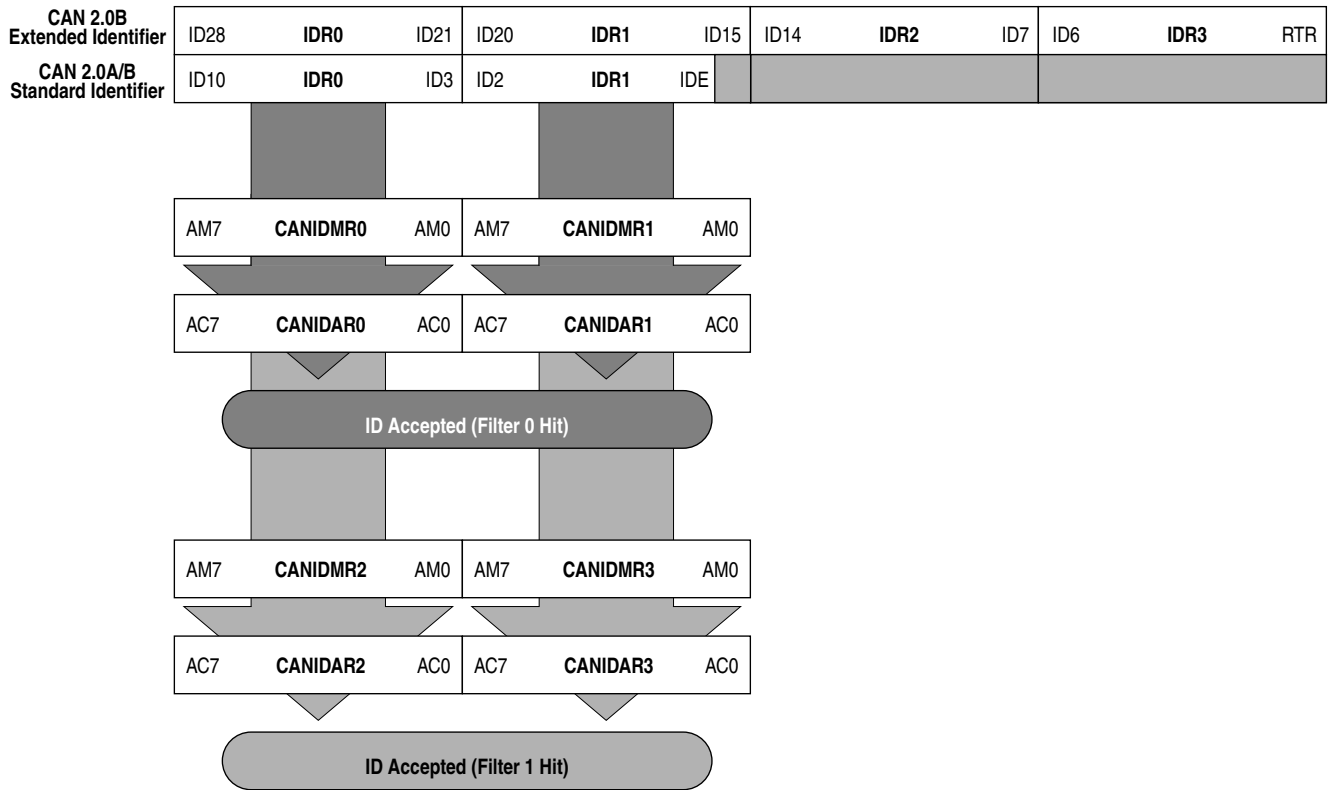 CAN 2.0B
Extended Identifier ID28 IDR0 ID21 ID20 IDR1 ID15 ID14 IDR2 ID7 ID6 IDR3 RTR
CAN 2.0A/B
Standard Identifier ID10 IDR0 ID3 ID2 IDR1 IDE
AM7 CANIDMR0 AM0 AM7 CANIDMR1 AM0
AC7 CANIDAR0 AC0 AC7 CANIDAR1 AC0
ID Accepted (Filter 0 Hit)
AM7 CANIDMR2 AM0 AM7 CANIDMR3 AM0
AC7 CANIDAR2 AC0 AC7 CANIDAR3 AC0
ID Accepted (Filter 1 Hit)